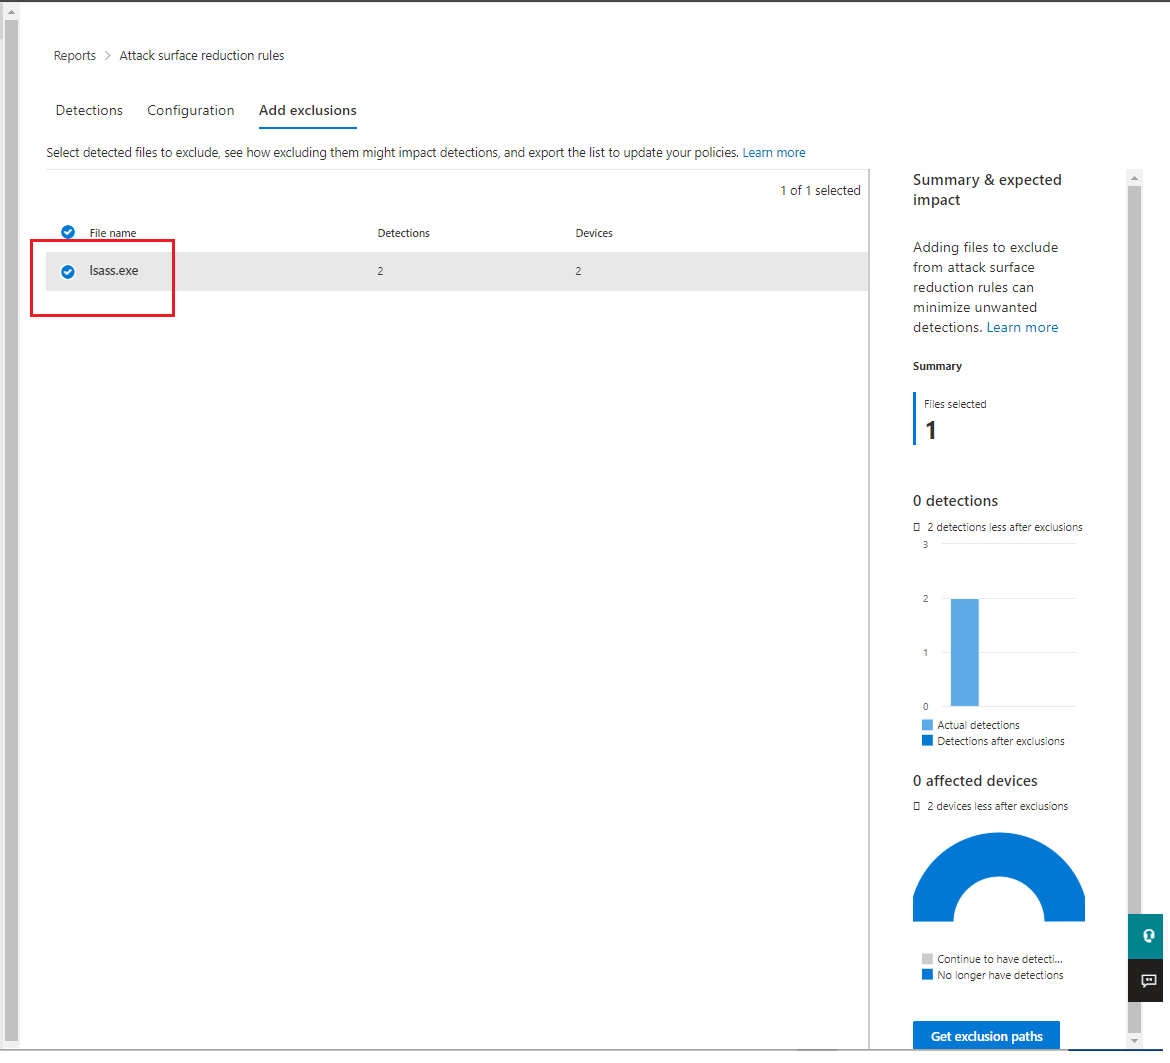 Reports > Attack surface reduction rules
Detections Configuration Add exclusions
Select detected files to exclude, see how excluding them might impact detections, and export the list to update your policies. Learn more
1 of 1 selected
File name Detections Devices
lsass.exe 2 2
Summary & expected
impact
Adding files to exclude
from attack surface
reduction rules can
minimize unwanted
detections. Learn more
Summary
Files selected
1
0 detections
2 detections less after exclusions
3
2
1
0
Actual detections
Detections after exclusions
0 affected devices
2 devices less after exclusions
Continue to have detecti...
No longer have detections
Get exclusion paths